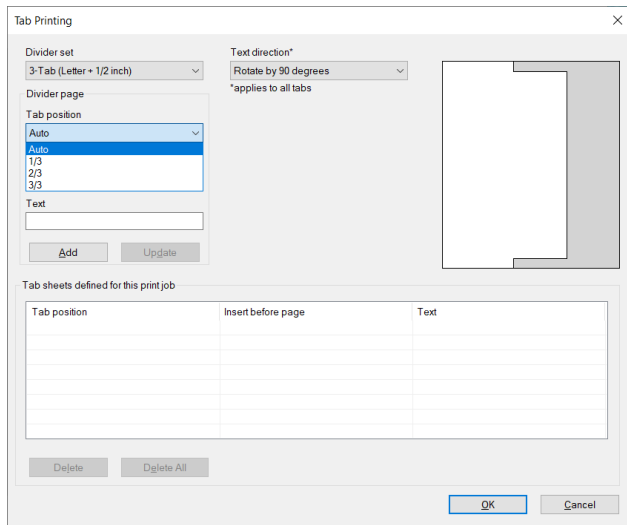 Tab Printing
Divider set
3-Tab (Letter + 1/2 inch)
Text direction*
Rotate by 90 degrees
*applies to all tabs
Divider page
Tab position
Auto
Auto
1/3
2/3
3/3
Text
Add
Update
Tab sheets defined for this print job
Tab position Insert before page Text
Delete
Delete All
OK
Cancel